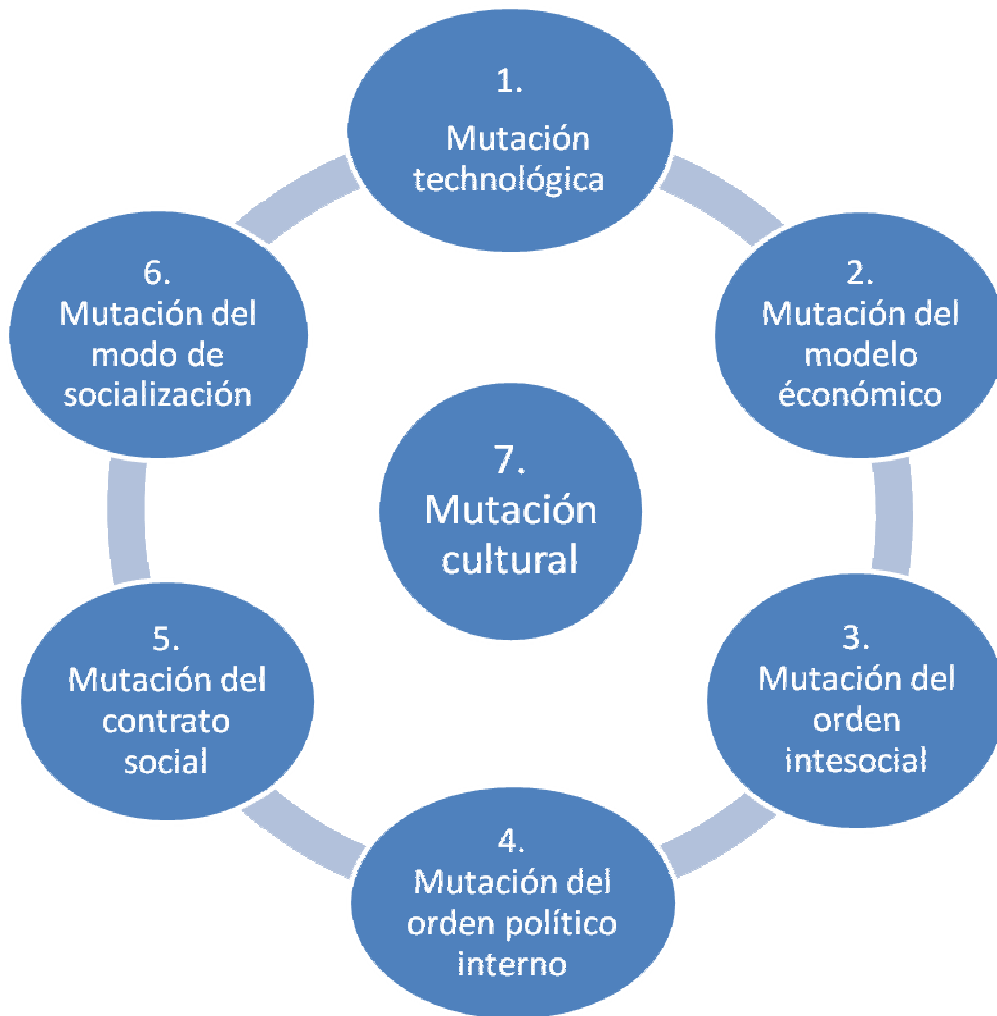 1.
Mutación
technológica
2.
Mutación del
modelo
éconómico
3.
Mutación del
orden
intesocial
4.
Mutación del
orden político
interno
5.
Mutación del
contrato
social
6.
Mutación del
modo de
socialización
7.
Mutación
cultural